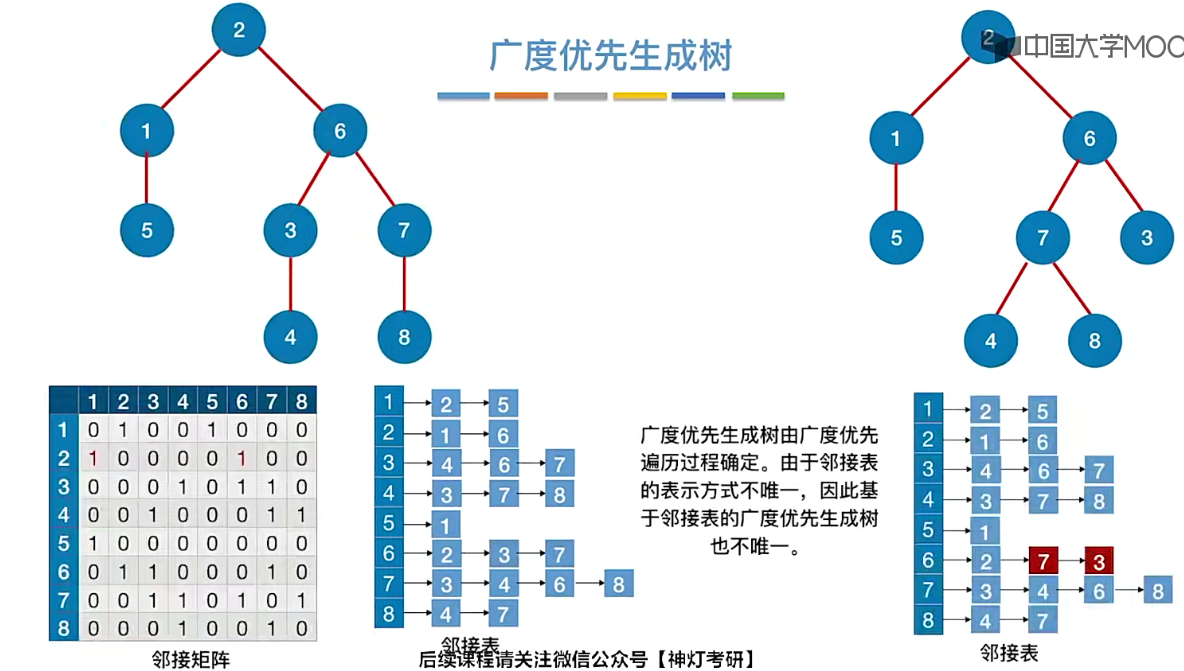 广度优先生成树
中国大学MOO
2
1
6
5
3
7
4
8
2
1
6
5
7
3
4
8
1 2 3 4 5 6 7 8
1 0 1 0 0 1 0 0 0
2 1 0 0 0 0 1 0 0
3 0 0 0 1 0 1 1 0
4 0 0 1 0 0 0 1 1
5 1 0 0 0 0 0 0 0
6 0 1 1 0 0 0 1 0
7 0 0 1 1 0 1 0 1
8 0 0 0 1 0 0 1 0
邻接矩阵
1 2 5
2 1 6
3 4 6 7
4 3 7 8
5 1
6 2 3 7
7 3 4 6 8
8 4 7
邻接表
广度优先生成树由广度优先
遍历过程确定。由于邻接表
的表示方式不唯一，因此基
于邻接表的广度优先生成树
也不唯一。
1 2 5
2 1 6
3 4 6 7
4 3 7 8
5 1
6 2 7 3
7 3 4 6 8
8 4 7
邻接表
后续课程请关注微信公众号【神灯考研】